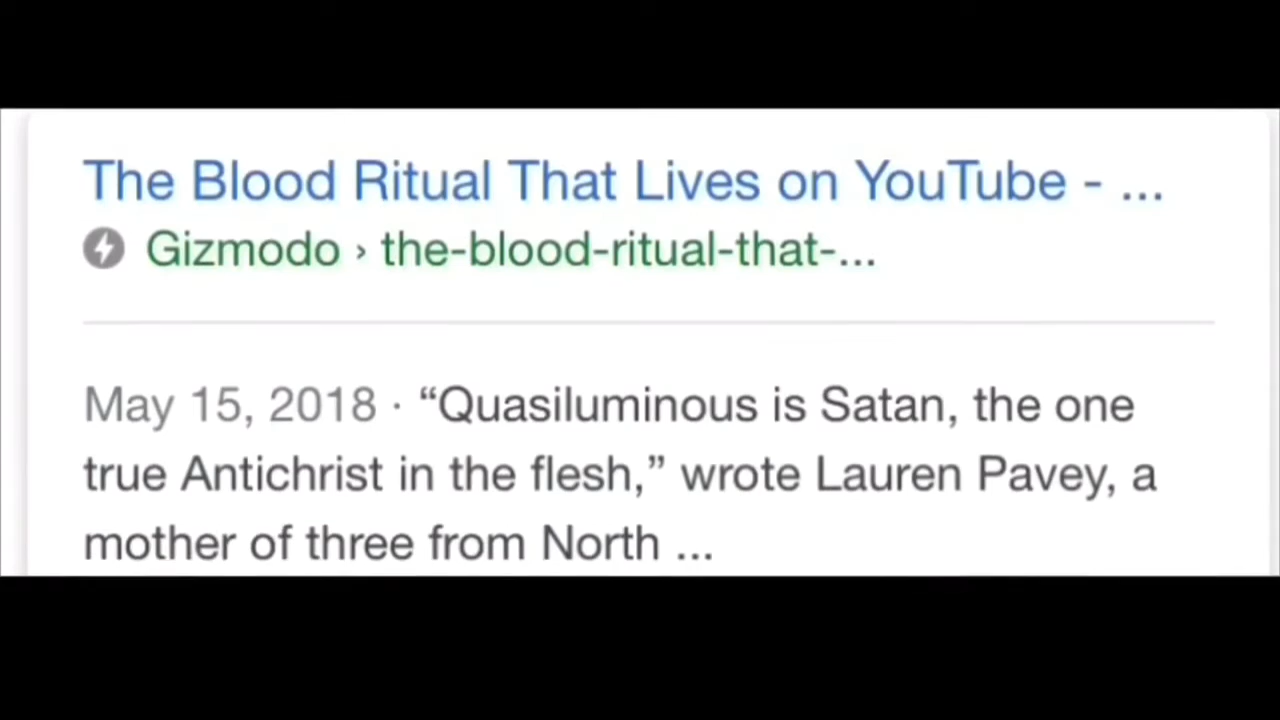 The Blood Ritual That Lives on YouTube - ...
Gizmodo › the-blood-ritual-that-...
May 15, 2018 · “Quasiluminous is Satan, the one
true Antichrist in the flesh,” wrote Lauren Pavey, a
mother of three from North ...